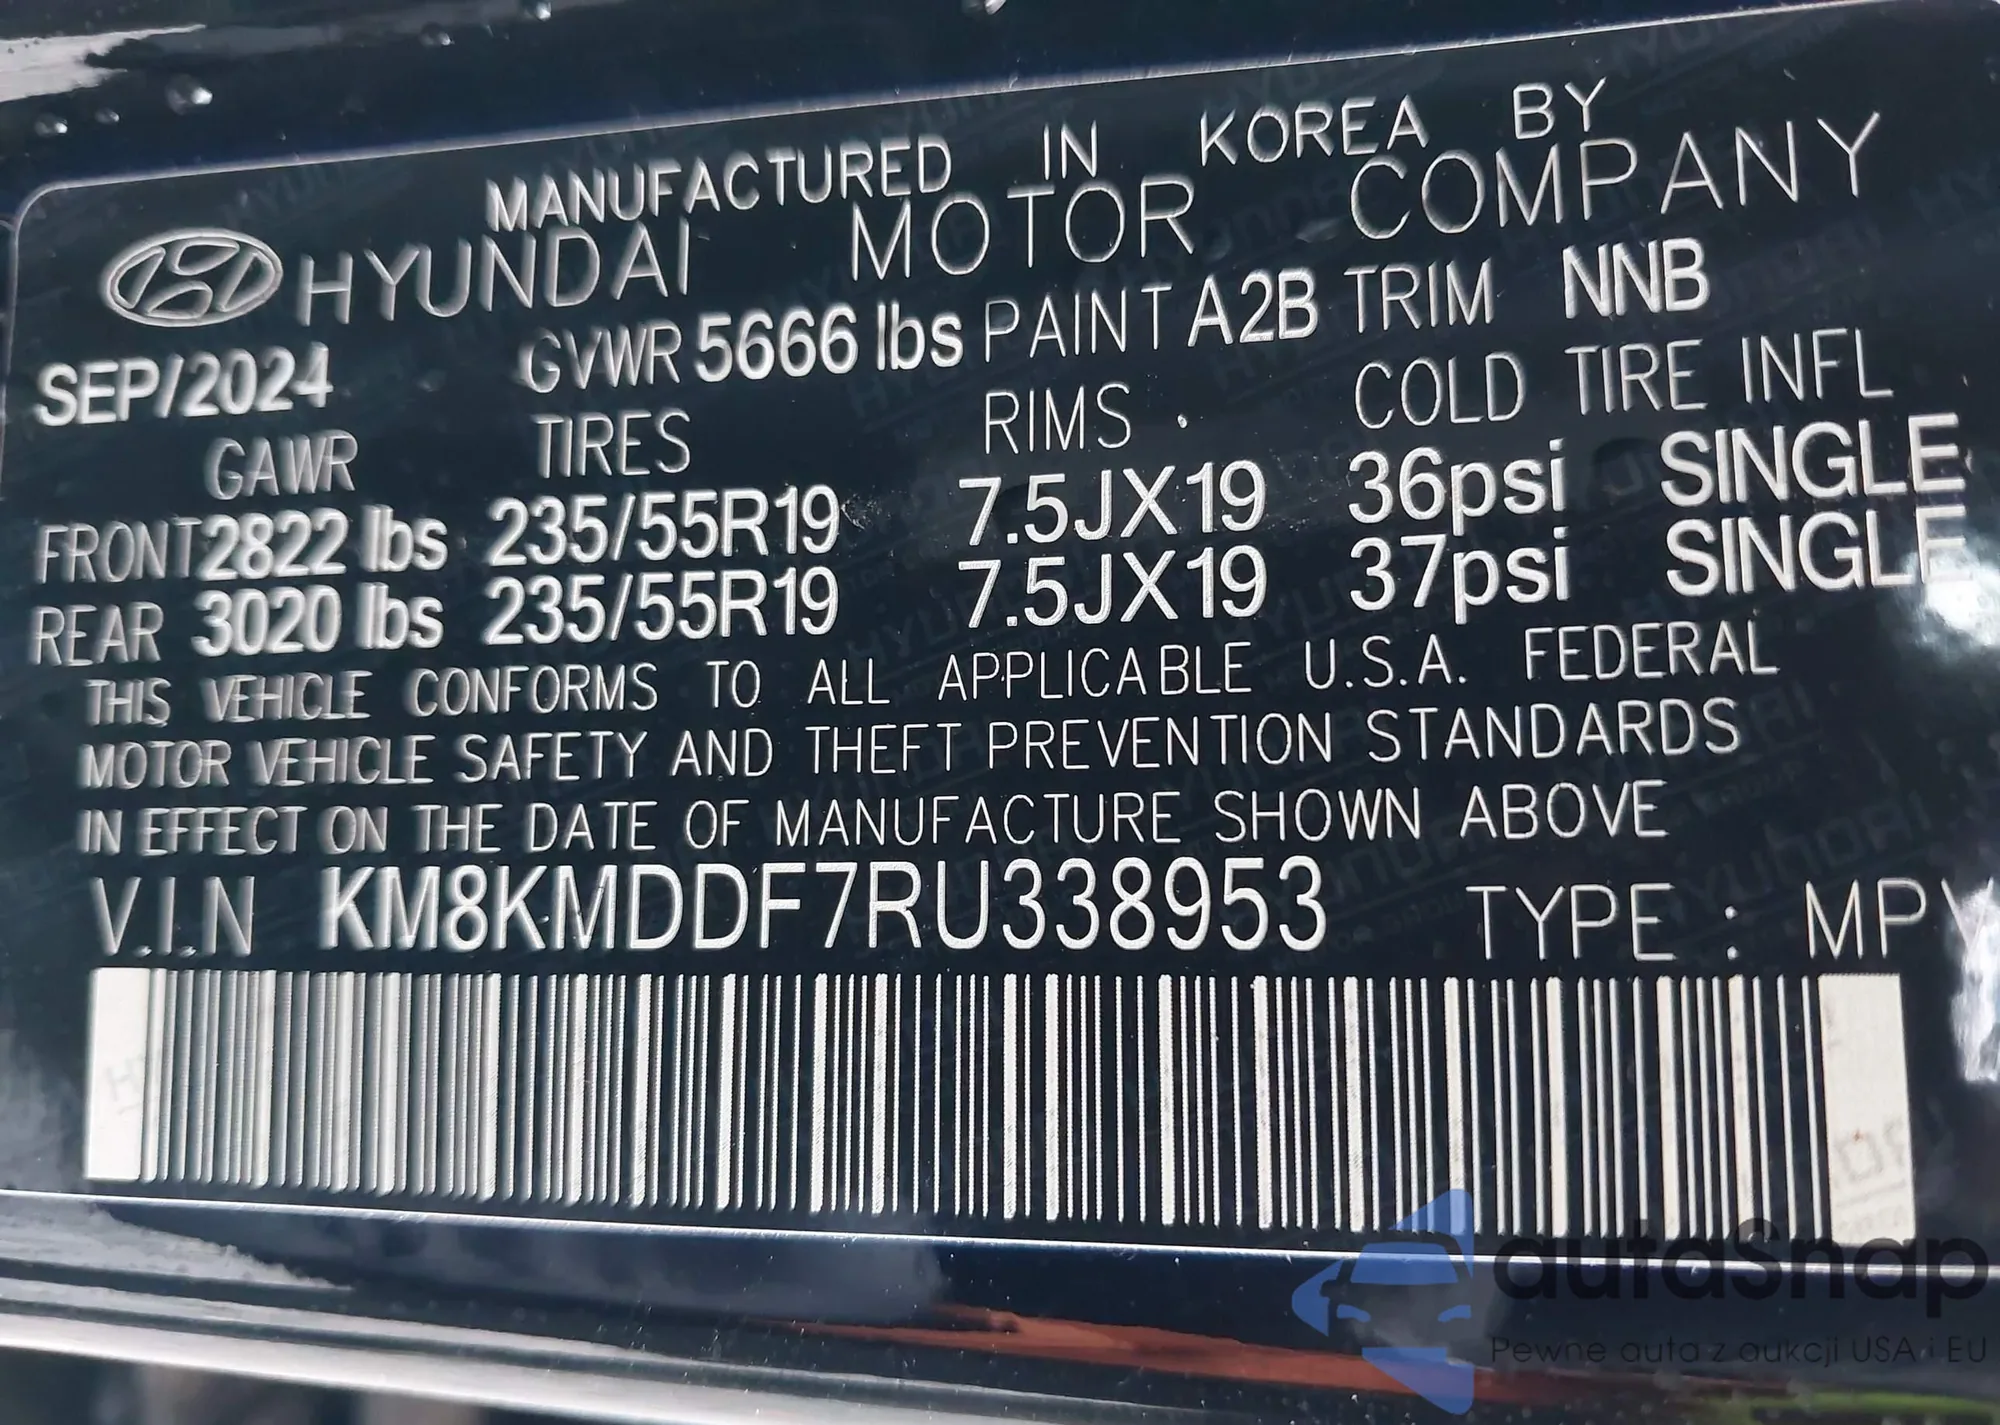 MANUFACTURED IN KOREA BY
HYUNDAI MOTOR COMPANY
SEP/2024 GVWR 5666 lbs PAINT A2B TRIM NNB
GAWR TIRES RIMS COLD TIRE INFL
FRONT 2822 lbs 235/55R19 7.5JX19 36psi SINGLE
REAR 3020 lbs 235/55R19 7.5JX19 37psi SINGLE
THIS VEHICLE CONFORMS TO ALL APPLICABLE U.S.A. FEDERAL
MOTOR VEHICLE SAFETY AND THEFT PREVENTION STANDARDS
IN EFFECT ON THE DATE OF MANUFACTURE SHOWN ABOVE
V.I.N KM8KMDDF7RU338953 TYPE : MPV
autaSnap
Pewne auta z aukcji USA i EU